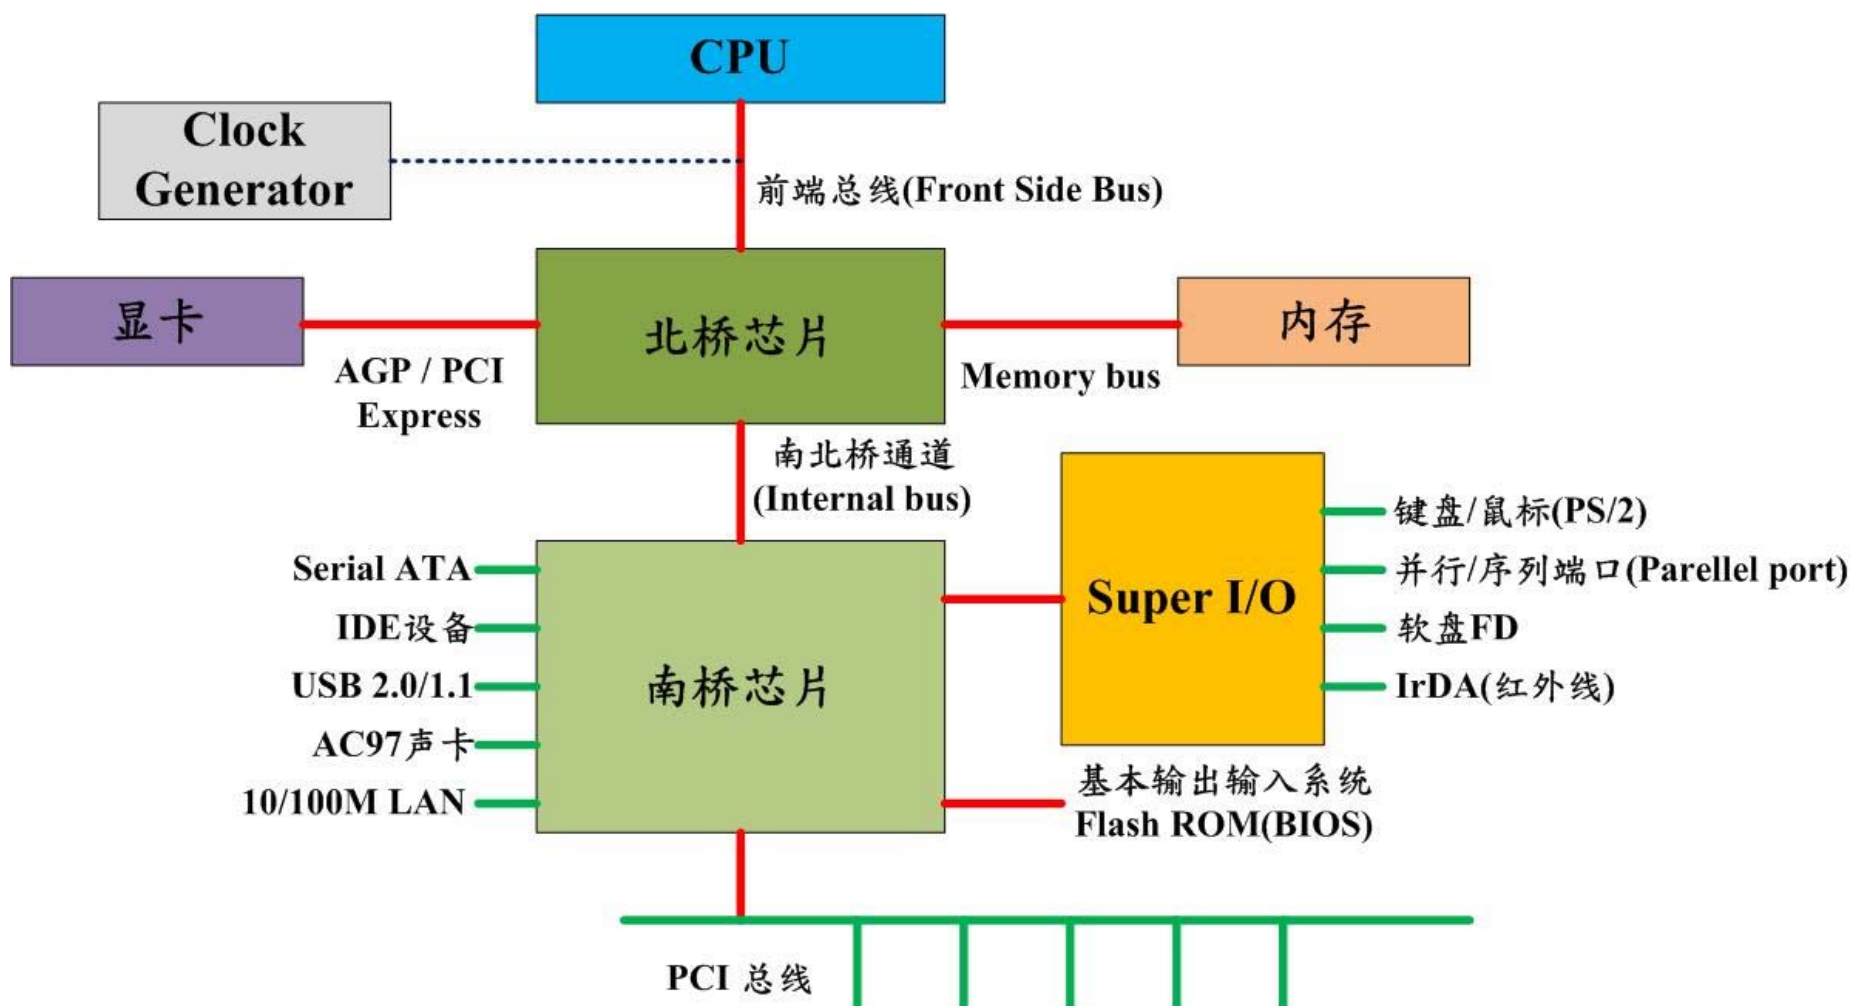 CPU
Clock
Generator
前端总线(Front Side Bus)
显卡
北桥芯片
内存
AGP / PCI
Express
Memory bus
南北桥通道
(Internal bus)
Serial ATA
IDE设备
USB 2.0/1.1
AC97声卡
10/100M LAN
南桥芯片
Super I/O
键盘/鼠标(PS/2)
并行/序列端口(Parellel port)
软盘FD
IrDA(红外线)
基本输出输入系统
Flash ROM(BIOS)
PCI 总线